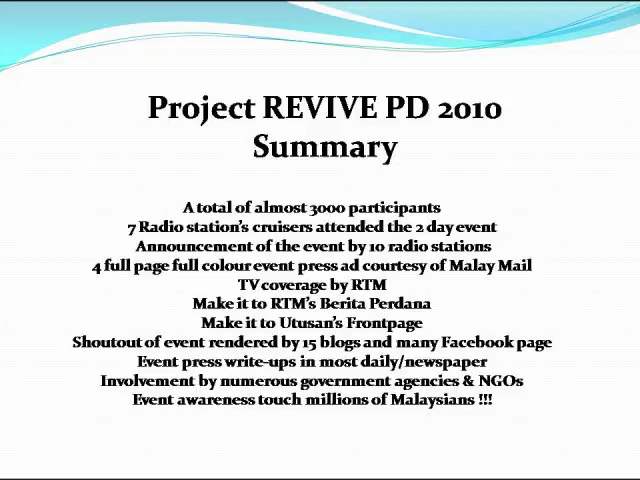 Project REVIVE PD 2010
Summary
A total of almost 3000 participants
7 Radio station's cruisers attended the 2 day event
Announcement of the event by 10 radio stations
4 full page full colour event press ad courtesy of Malay Mail
TV coverage by RTM
Make it to RTM's Berita Perdana
Make it to Utusan's Frontpage
Shoutout of event rendered by 15 blogs and many Facebook page
Event press write-ups in most daily/newspaper
Involvement by numerous government agencies & NGOs
Event awareness touch millions of Malaysians !!!